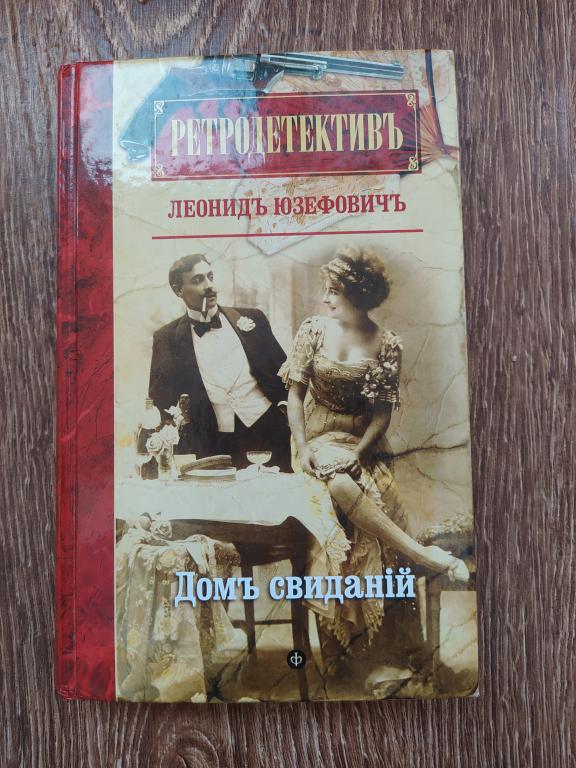 РЕТРОДЕТЕКТИВЪ
ЛЕОНИДЪ ЮЗЕФОВИЧЪ
Домъ свиданій